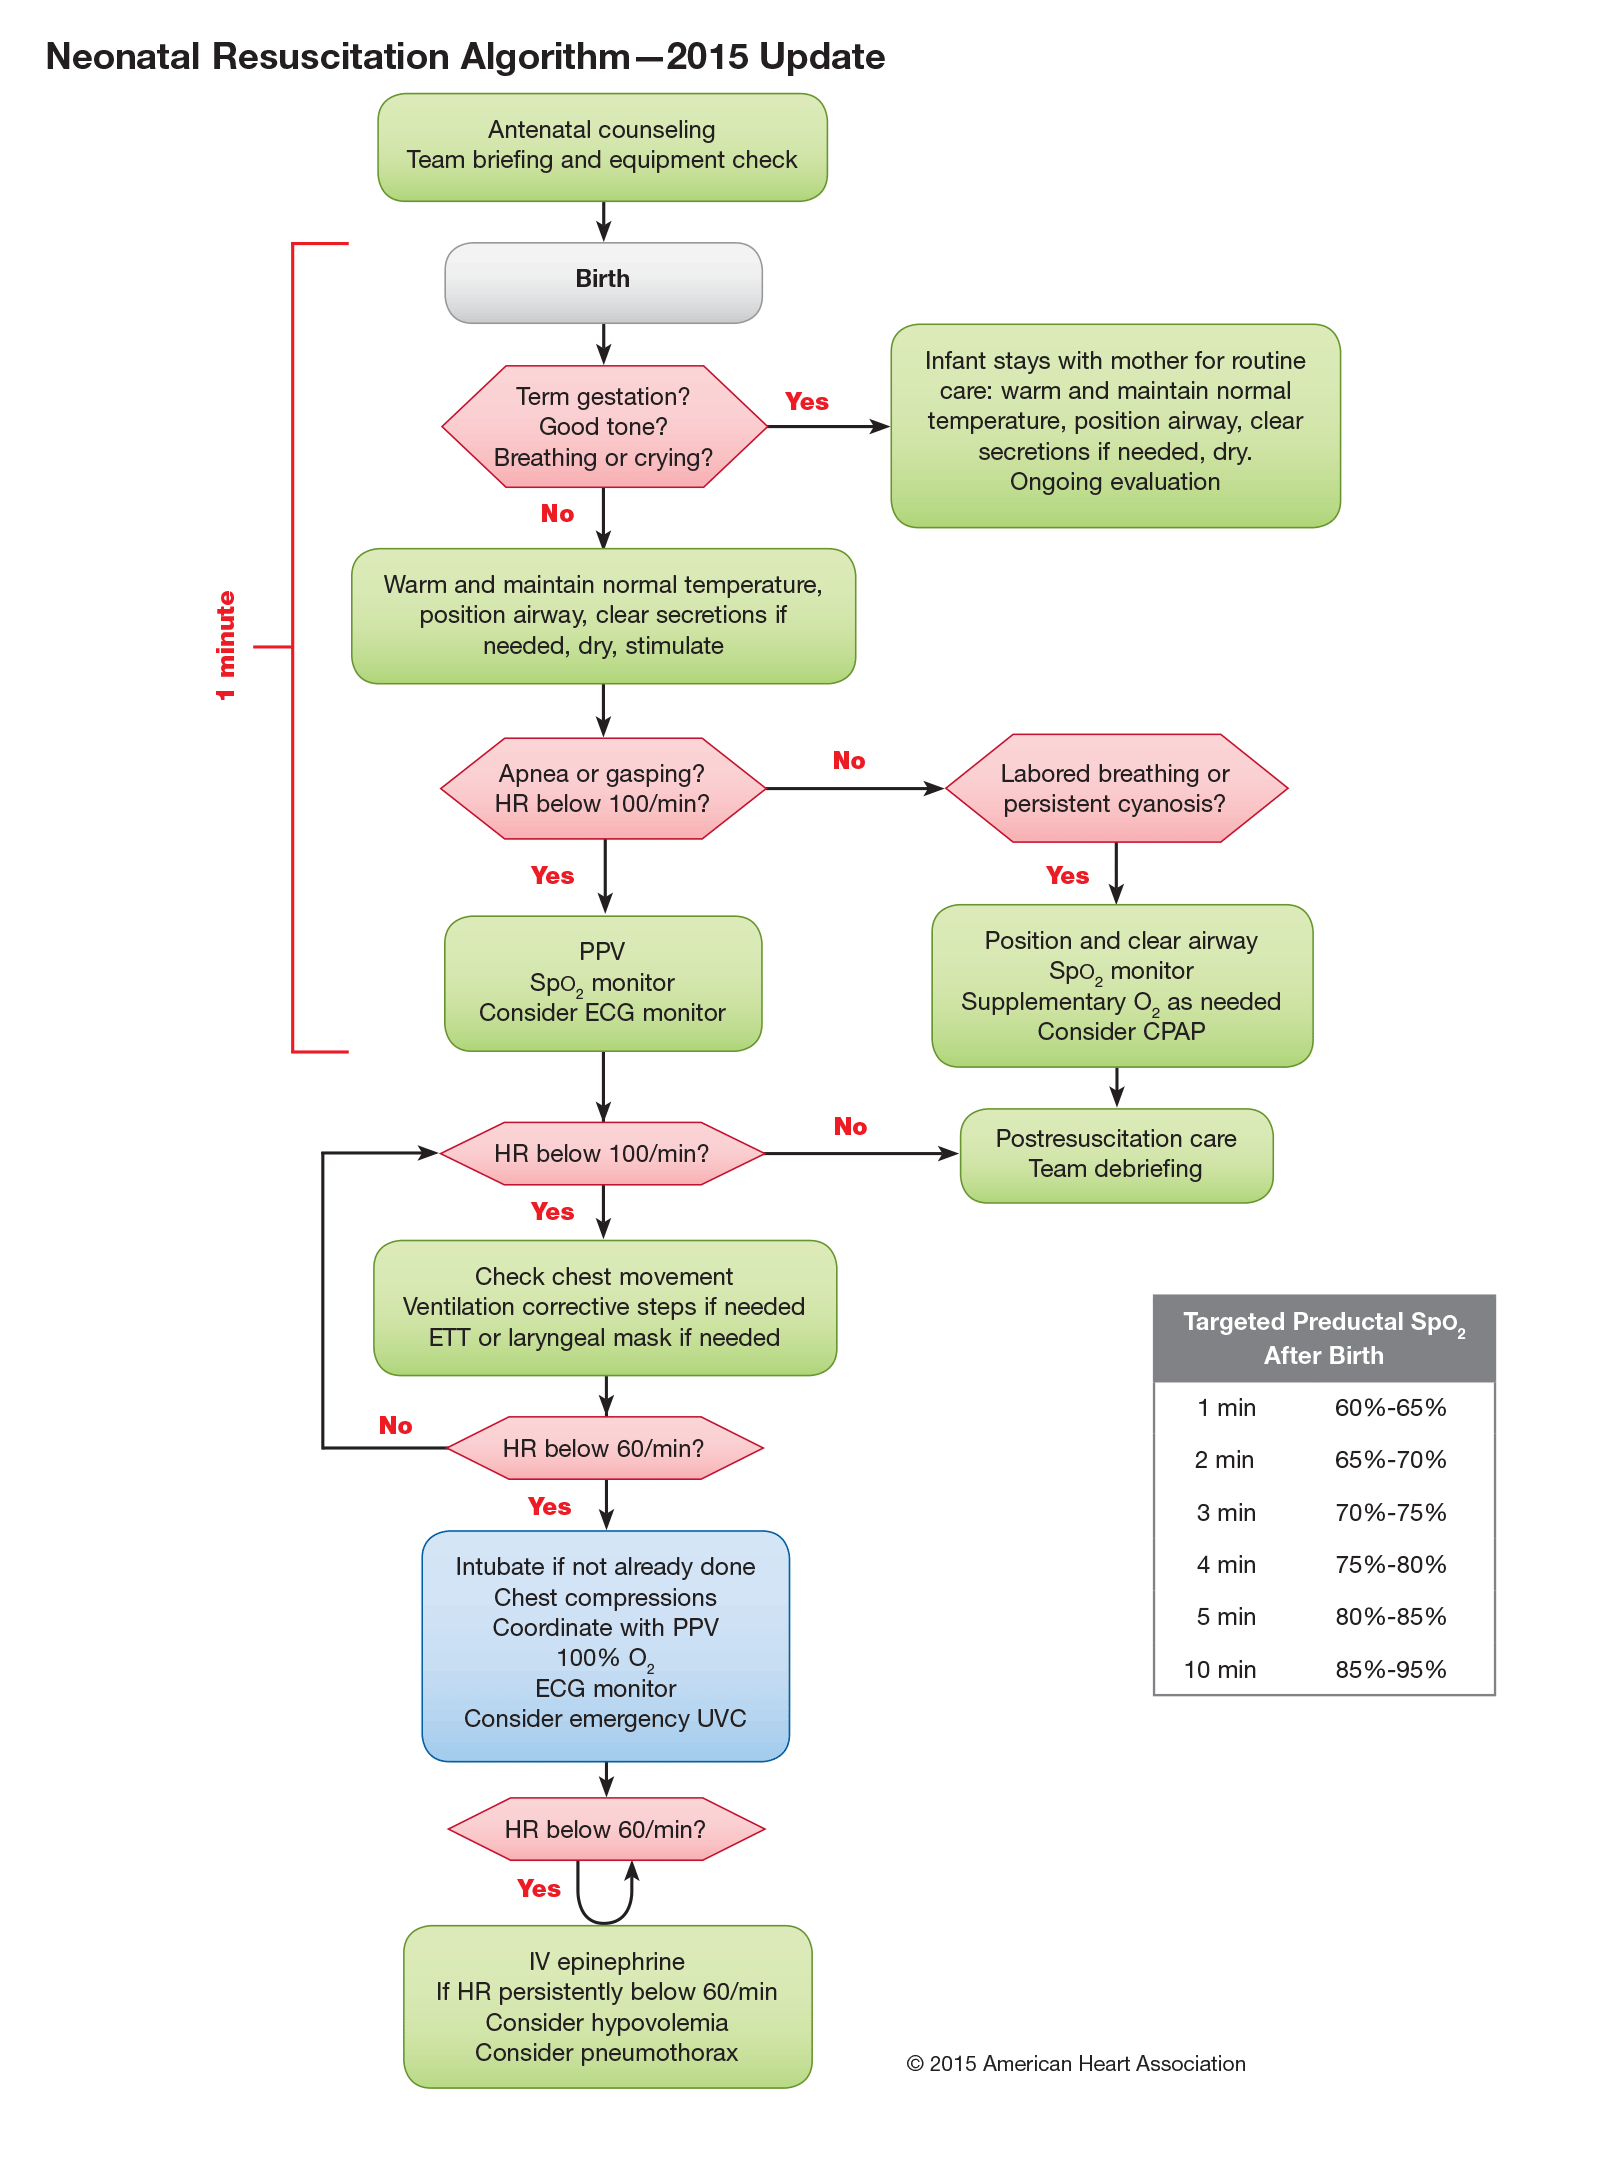 Neonatal Resuscitation Algorithm—2015 Update
Antenatal counseling
Team briefing and equipment check
Birth
Term gestation?
Good tone?
Breathing or crying?
Yes
Infant stays with mother for routine
care: warm and maintain normal
temperature, position airway, clear
secretions if needed, dry.
Ongoing evaluation
No
1 minute
Warm and maintain normal temperature,
position airway, clear secretions if
needed, dry, stimulate
Apnea or gasping?
HR below 100/min?
No
Labored breathing or
persistent cyanosis?
Yes
Yes
PPV
SpO₂ monitor
Consider ECG monitor
Position and clear airway
SpO₂ monitor
Supplementary O₂ as needed
Consider CPAP
HR below 100/min?
No
Postresuscitation care
Team debriefing
Yes
Check chest movement
Ventilation corrective steps if needed
ETT or laryngeal mask if needed
No
HR below 60/min?
Yes
Intubate if not already done
Chest compressions
Coordinate with PPV
100% O₂
ECG monitor
Consider emergency UVC
HR below 60/min?
Yes
IV epinephrine
If HR persistently below 60/min
Consider hypovolemia
Consider pneumothorax
Targeted Preductal SpO₂
After Birth
1 min 60%-65%
2 min 65%-70%
3 min 70%-75%
4 min 75%-80%
5 min 80%-85%
10 min 85%-95%
© 2015 American Heart Association